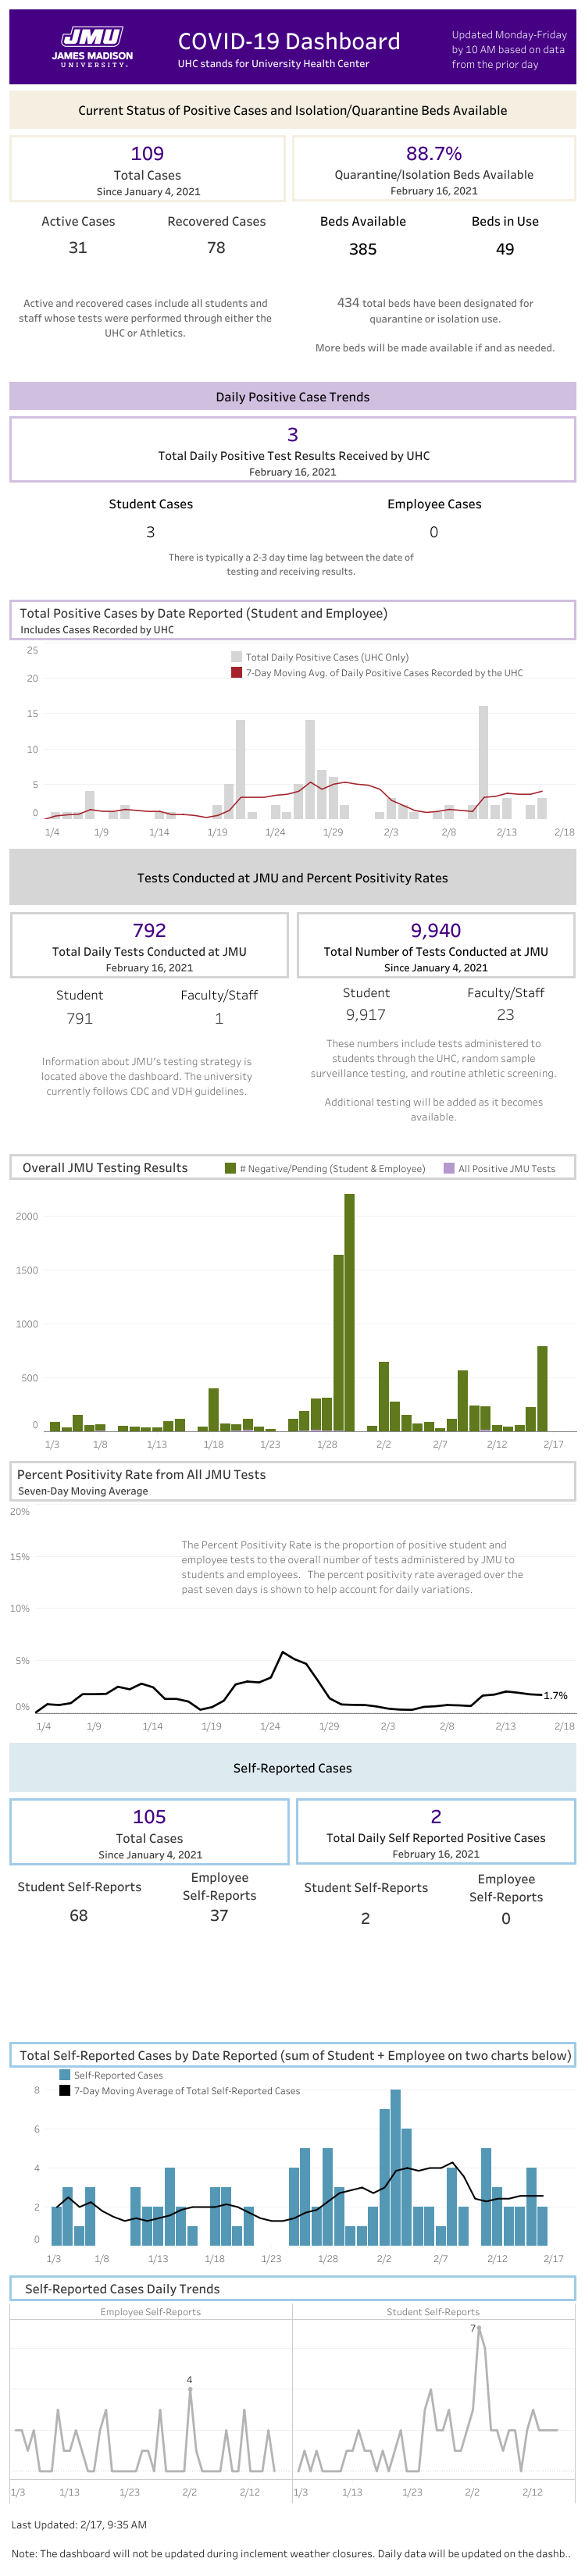 JMU
JAMES MADISON
UNIVERSITY.
COVID-19 Dashboard
UHC stands for University Health Center
Updated Monday-Friday
by 10 AM based on data
from the prior day
Current Status of Positive Cases and Isolation/Quarantine Beds Available
109
Total Cases
Since January 4, 2021
88.7%
Quarantine/Isolation Beds Available
February 16, 2021
Active Cases
Recovered Cases
31
78
Beds Available
Beds in Use
385
49
Active and recovered cases include all students and
staff whose tests were performed through either the
UHC or Athletics.
434 total beds have been designated for
quarantine or isolation use.
More beds will be made available if and as needed.
Daily Positive Case Trends
3
Total Daily Positive Test Results Received by UHC
February 16, 2021
Student Cases
Employee Cases
3
0
There is typically a 2-3 day time lag between the date of
testing and receiving results.
Total Positive Cases by Date Reported (Student and Employee)
Includes Cases Recorded by UHC
Total Daily Positive Cases (UHC Only)
7-Day Moving Avg. of Daily Positive Cases Recorded by the UHC
25
20
15
10
5
0
1/4 1/9 1/14 1/19 1/24 1/29 2/3 2/8 2/13 2/18
Tests Conducted at JMU and Percent Positivity Rates
792
Total Daily Tests Conducted at JMU
February 16, 2021
9,940
Total Number of Tests Conducted at JMU
Since January 4, 2021
Student
Faculty/Staff
791
1
Student
Faculty/Staff
9,917
23
Information about JMU's testing strategy is
located above the dashboard. The university
currently follows CDC and VDH guidelines.
These numbers include tests administered to
students through the UHC, random sample
surveillance testing, and routine athletic screening.
Additional testing will be added as it becomes
available.
Overall JMU Testing Results
# Negative/Pending (Student & Employee)
All Positive JMU Tests
2000
1500
1000
500
0
1/3 1/8 1/13 1/18 1/23 1/28 2/2 2/7 2/12 2/17
Percent Positivity Rate from All JMU Tests
Seven-Day Moving Average
20%
15%
10%
5%
0%
The Percent Positivity Rate is the proportion of positive student and
employee tests to the overall number of tests administered by JMU to
students and employees. The percent positivity rate averaged over the
past seven days is shown to help account for daily variations.
1.7%
1/4 1/9 1/14 1/19 1/24 1/29 2/3 2/8 2/13 2/18
Self-Reported Cases
105
Total Cases
Since January 4, 2021
2
Total Daily Self Reported Positive Cases
February 16, 2021
Student Self-Reports
Employee
Self-Reports
68
37
Student Self-Reports
Employee
Self-Reports
2
0
Total Self-Reported Cases by Date Reported (sum of Student + Employee on two charts below)
Self-Reported Cases
7-Day Moving Average of Total Self-Reported Cases
8
6
4
2
0
1/3 1/8 1/13 1/18 1/23 1/28 2/2 2/7 2/12 2/17
Self-Reported Cases Daily Trends
Employee Self-Reports
Student Self-Reports
4
7
1/3 1/13 1/23 2/2 2/12
1/3 1/13 1/23 2/2 2/12
Last Updated: 2/17, 9:35 AM
Note: The dashboard will not be updated during inclement weather closures. Daily data will be updated on the dashb..